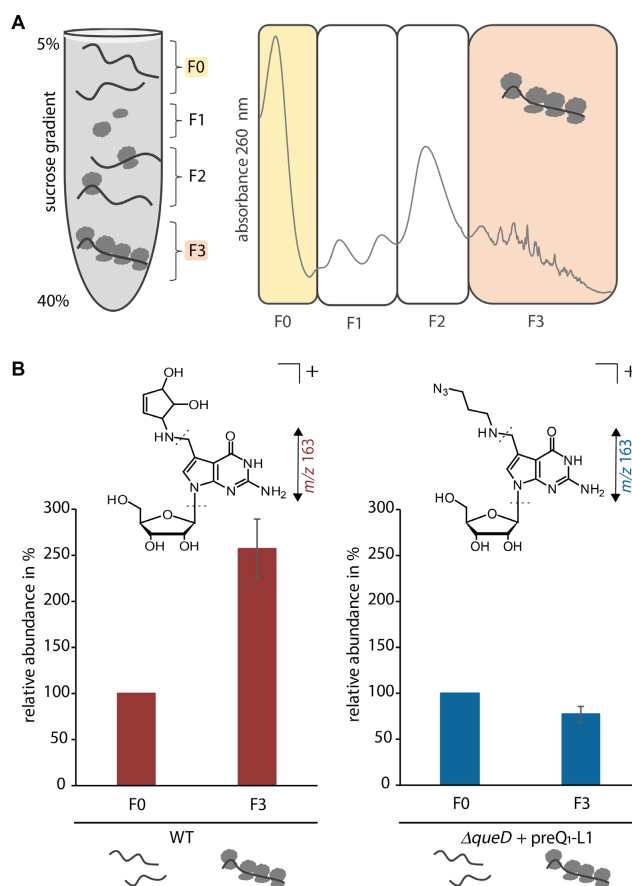 A
5%
sucrose gradient
40%
F0
F1
F2
F3
absorbance 260 nm
F0
F1
F2
F3
B
OH
OH
HN
O
NH
N
N
NH₂
HO
O
OH OH
+
m/z 163
relative abundance in %
300
250
200
150
100
50
0
F0
F3
WT
N₃
HN
O
NH
N
N
NH₂
HO
O
OH OH
+
m/z 163
relative abundance in %
300
250
200
150
100
50
0
F0
F3
ΔqueD + preQ₁-L1